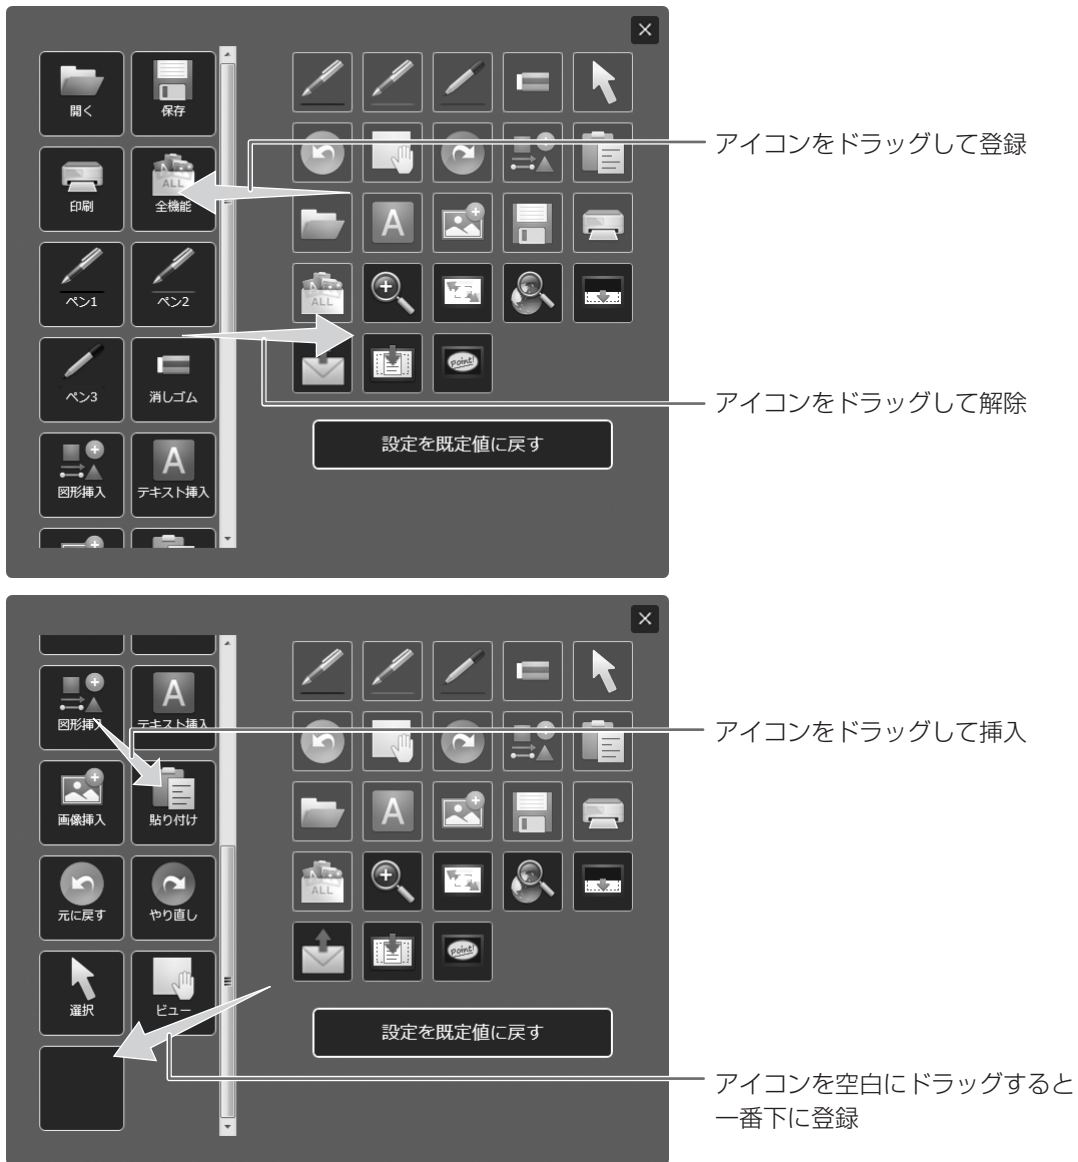 開く
保存
アイコンをドラッグして登録
ALL
印刷
全機能
A
ペン1
ペン2
ALL
Point!
ペン3
消しゴム
アイコンをドラッグして解除
設定を既定値に戻す
A
図形挿入
テキスト挿入
A
図形挿入
テキスト挿入
アイコンをドラッグして挿入
画像挿入
貼り付け
A
ALL
元に戻す
やり直し
Point!
選択
ビュー
設定を既定値に戻す
アイコンを空白にドラッグすると
一番下に登録